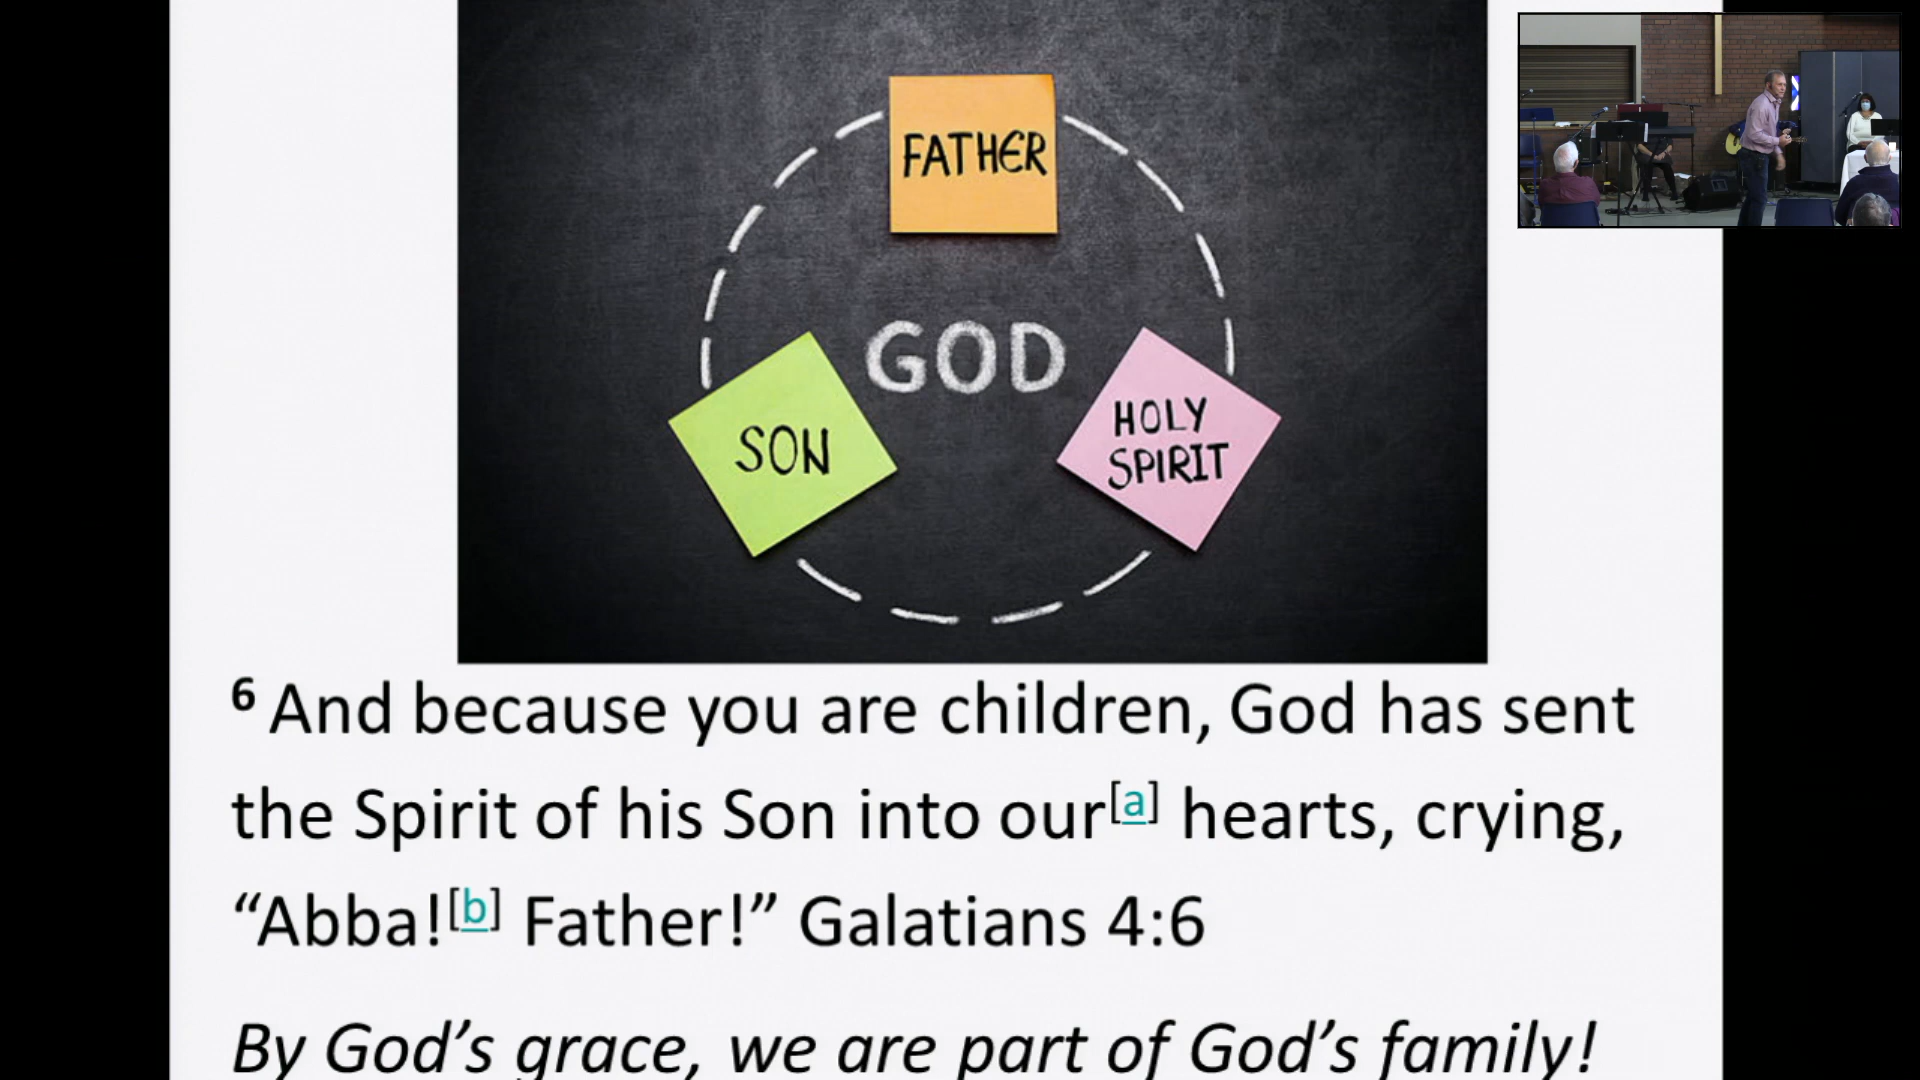 FATHER
GOD
SON
HOLY
SPIRIT
6 And because you are children, God has sent
the Spirit of his Son into our[a] hearts, crying,
“Abba![b] Father!” Galatians 4:6
By God’s grace, we are part of God’s family!